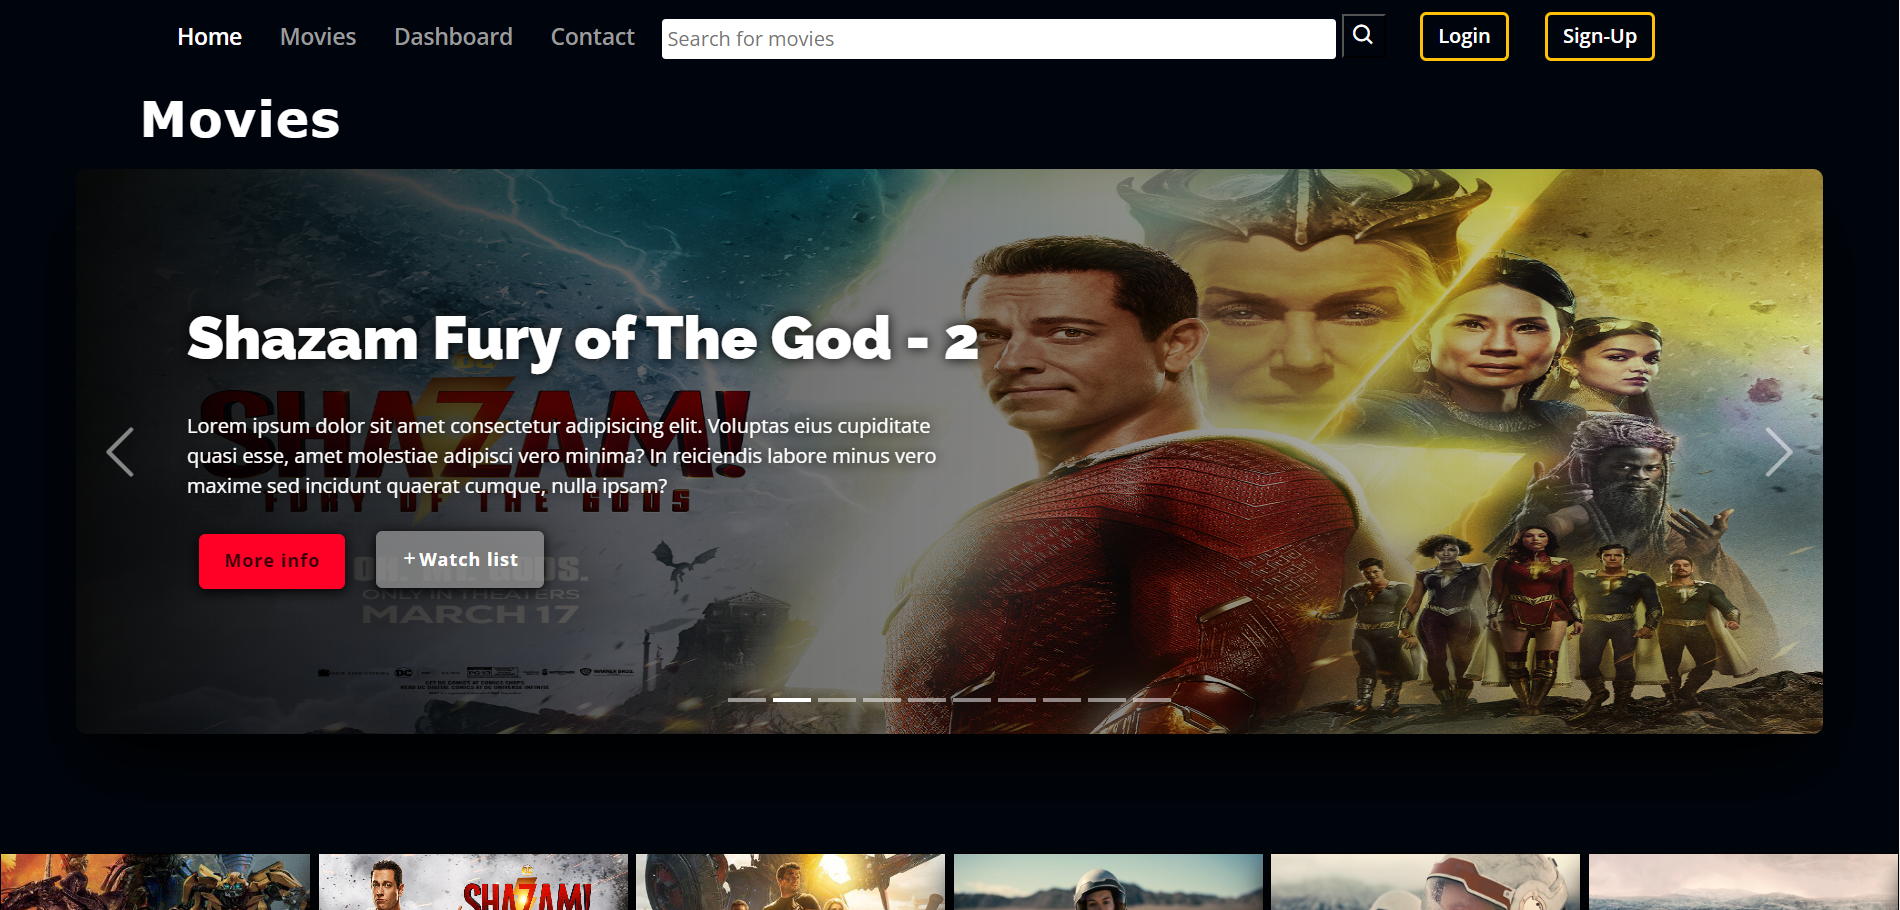 Home Movies Dashboard Contact Search for movies Login Sign-Up
Movies
Shazam Fury of The God - 2
SHAZAM!
Lorem ipsum dolor sit amet consectetur adipisicing elit. Voluptas eius cupiditate
quasi esse, amet molestiae adipisci vero minima? In reiciendis labore minus vero
maxime sed incidunt quaerat cumque, nulla ipsam?
FURY OF THE GODS
More info +Watch list
OH. MY. GODS.
ONLY IN THEATERS
MARCH 17
SHAZAM!